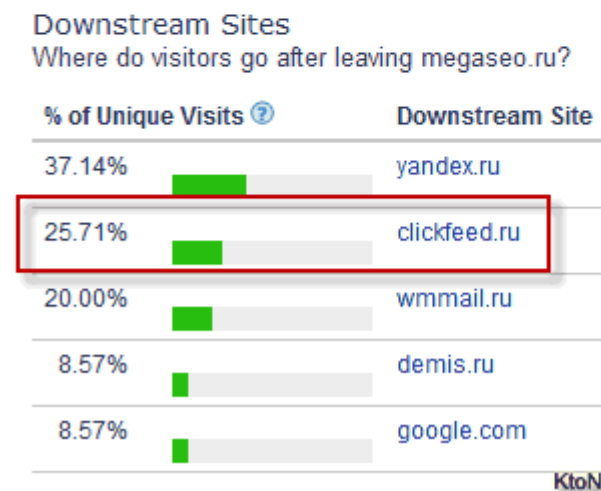 Downstream Sites
Where do visitors go after leaving megaseo.ru?
% of Unique Visits ? Downstream Site
37.14% yandex.ru
25.71% clickfeed.ru
20.00% wmmail.ru
8.57% demis.ru
8.57% google.com
KtoN